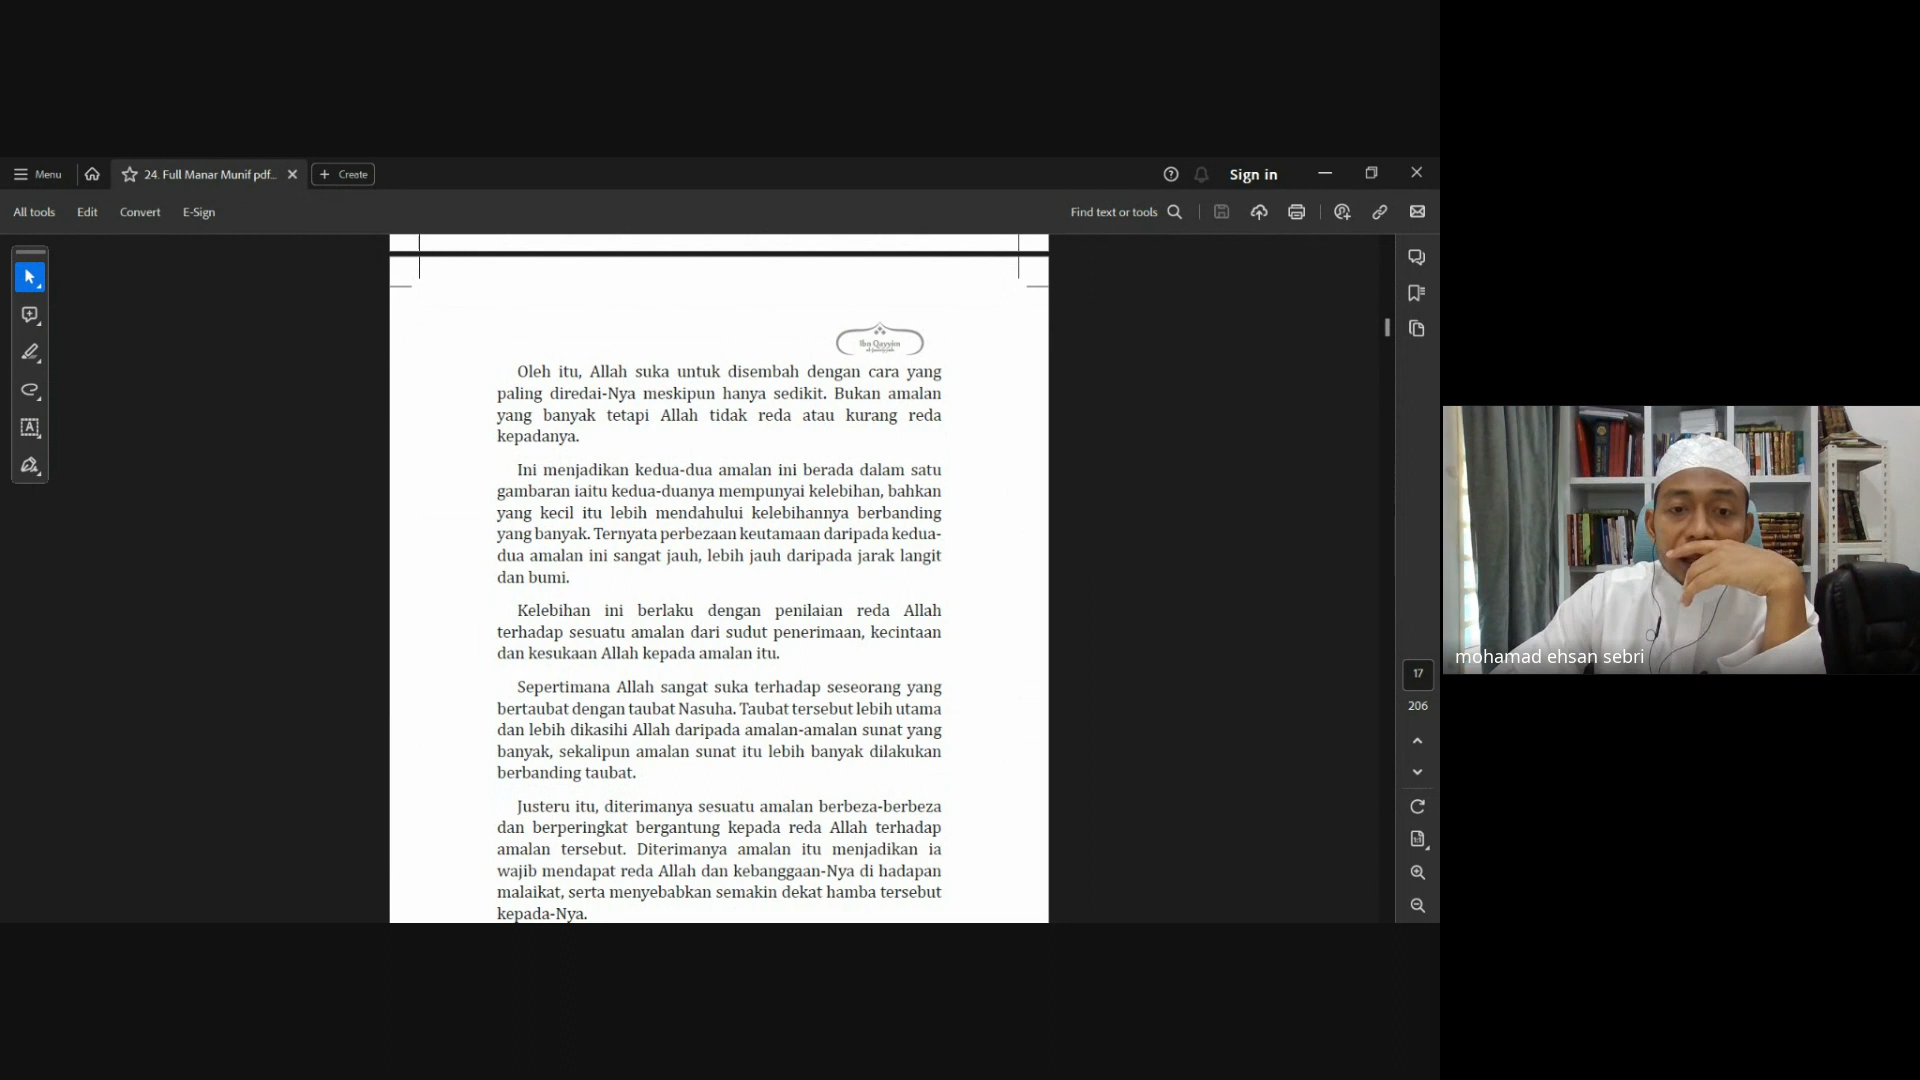 Menu
24. Full Manar Munif pdf...
Create
Sign in
All tools
Edit
Convert
E-Sign
Find text or tools
Ibn Qayyim
Oleh itu, Allah suka untuk disembah dengan cara yang
paling diredai-Nya meskipun hanya sedikit. Bukan amalan
yang banyak tetapi Allah tidak reda atau kurang reda
kepadanya.
Ini menjadikan kedua-dua amalan ini berada dalam satu
gambaran iaitu kedua-duanya mempunyai kelebihan, bahkan
yang kecil itu lebih mendahului kelebihannya berbanding
yang banyak. Ternyata perbezaan keutamaan daripada kedua-
dua amalan ini sangat jauh, lebih jauh daripada jarak langit
dan bumi.
Kelebihan ini berlaku dengan penilaian reda Allah
terhadap sesuatu amalan dari sudut penerimaan, kecintaan
dan kesukaan Allah kepada amalan itu.
Sepertimana Allah sangat suka terhadap seseorang yang
bertaubat dengan taubat Nasuha. Taubat tersebut lebih utama
dan lebih dikasihi Allah daripada amalan-amalan sunat yang
banyak, sekalipun amalan sunat itu lebih banyak dilakukan
berbanding taubat.
Justeru itu, diterimanya sesuatu amalan berbeza-berbeza
dan berperingkat bergantung kepada reda Allah terhadap
amalan tersebut. Diterimanya amalan itu menjadikan ia
wajib mendapat reda Allah dan kebanggaan-Nya di hadapan
malaikat, serta menyebabkan semakin dekat hamba tersebut
kepada-Nya.
17
206
mohamad ehsan sebri